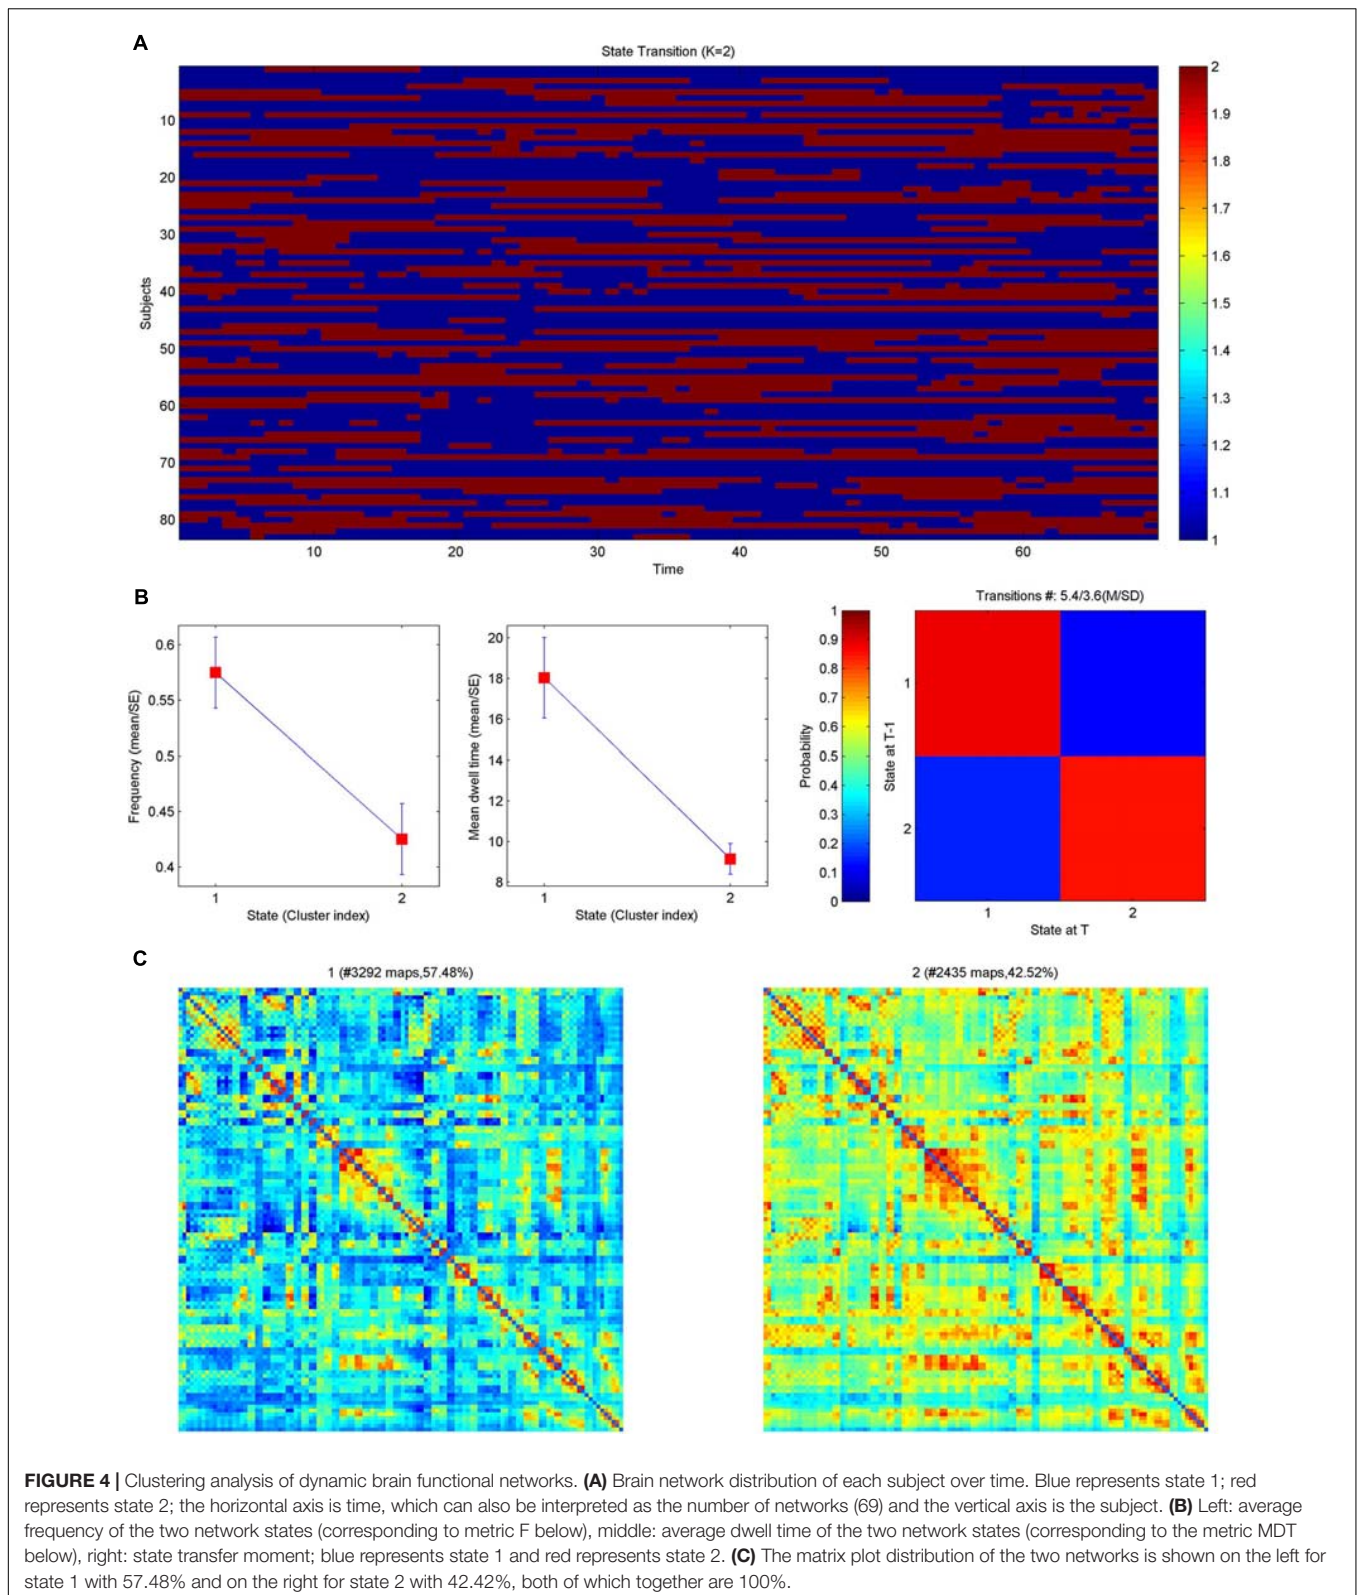 A
State Transition (K=2)
10
20
30
40
50
60
70
80
Subjects
10 20 30 40 50 60
Time
2
1.9
1.8
1.7
1.6
1.5
1.4
1.3
1.2
1.1
1
B
0.6
0.55
0.5
0.45
0.4
Frequency (mean/SE)
1 2
State (Cluster index)
20
18
16
14
12
10
8
Mean dwell time (mean/SE)
1 2
State (Cluster index)
Probability
1
0.9
0.8
0.7
0.6
0.5
0.4
0.3
0.2
0.1
0
Transitions #: 5.4/3.6(M/SD)
State at T-1
1
2
1 2
State at T
C
1 (#3292 maps,57.48%)
2 (#2435 maps,42.52%)
FIGURE 4 | Clustering analysis of dynamic brain functional networks. (A) Brain network distribution of each subject over time. Blue represents state 1; red
represents state 2; the horizontal axis is time, which can also be interpreted as the number of networks (69) and the vertical axis is the subject. (B) Left: average
frequency of the two network states (corresponding to metric F below), middle: average dwell time of the two network states (corresponding to the metric MDT
below), right: state transfer moment; blue represents state 1 and red represents state 2. (C) The matrix plot distribution of the two networks is shown on the left for
state 1 with 57.48% and on the right for state 2 with 42.42%, both of which together are 100%.